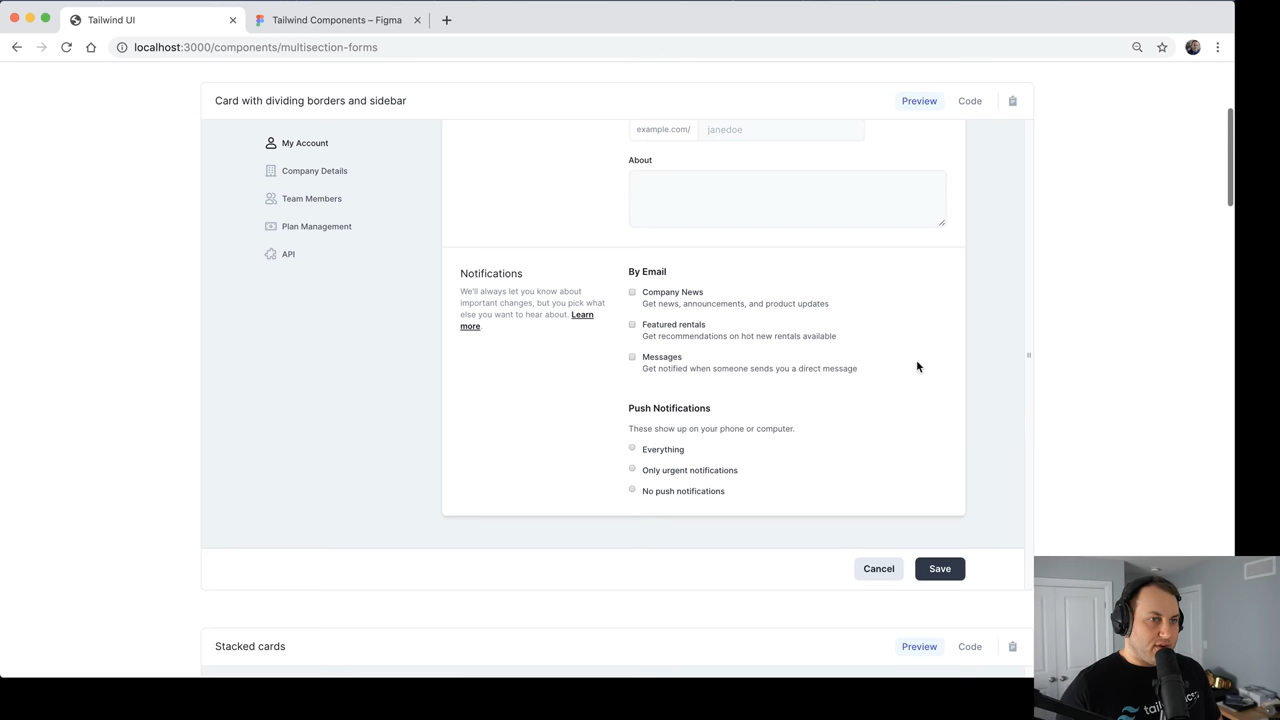 Tailwind UI
Tailwind Components – Figma
localhost:3000/components/multisection-forms
Card with dividing borders and sidebar
Preview
Code
My Account
Company Details
Team Members
Plan Management
API
example.com/
janedoe
About
Notifications
We'll always let you know about
important changes, but you pick what
else you want to hear about. Learn
more.
By Email
Company News
Get news, announcements, and product updates
Featured rentals
Get recommendations on hot new rentals available
Messages
Get notified when someone sends you a direct message
Push Notifications
These show up on your phone or computer.
Everything
Only urgent notifications
No push notifications
Cancel
Save
Stacked cards
Preview
Code